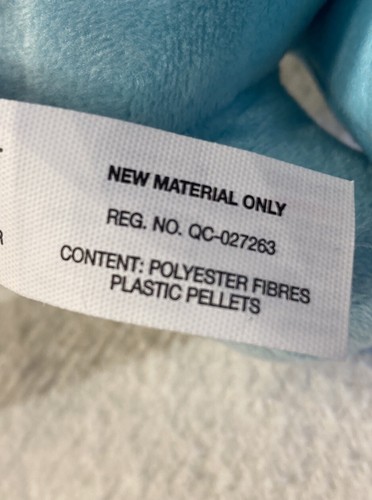 NEW MATERIAL ONLY
REG. NO. QC-027263
CONTENT: POLYESTER FIBRES
PLASTIC PELLETS